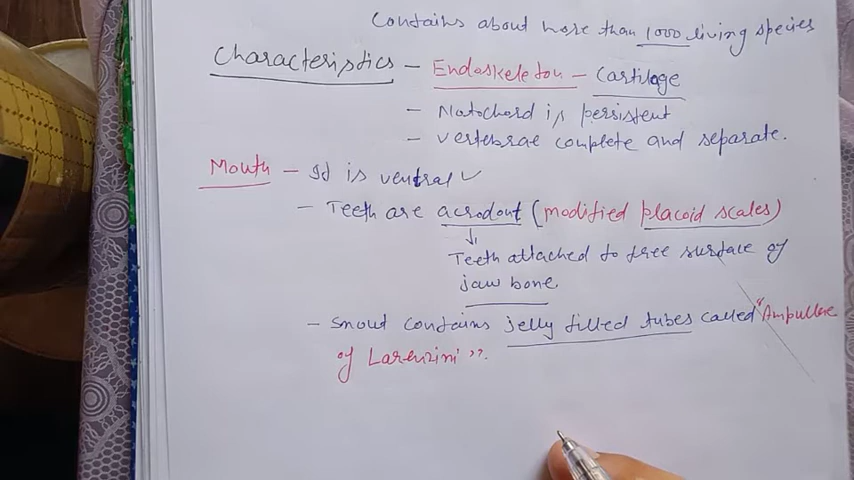 Contains about more than 1000 living species
Characteristics - Endoskeleton - Cartilage
- Notochord is persistent
- Vertebrae complete and separate.
Mouth - It is ventral ✓
- Teeth are acrodont (modified placoid scales)
↓
Teeth attached to free surface of
jaw bone
- Snout contains jelly filled tubes called "Ampullae
of Lorenzini".